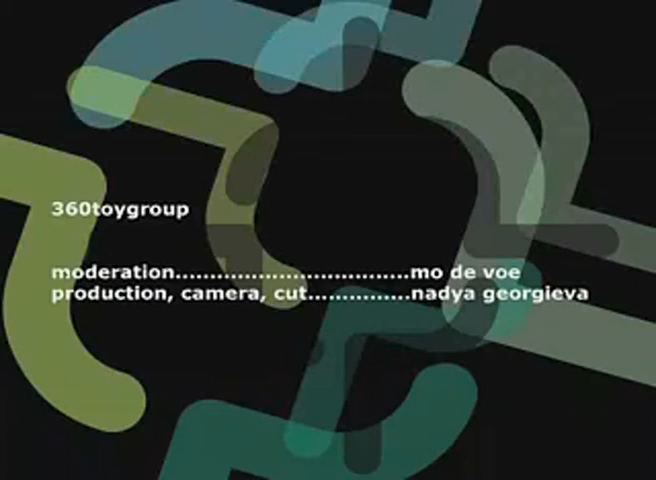 360toygroup
moderation..................................mo de voe
production, camera, cut...............nadya georgieva